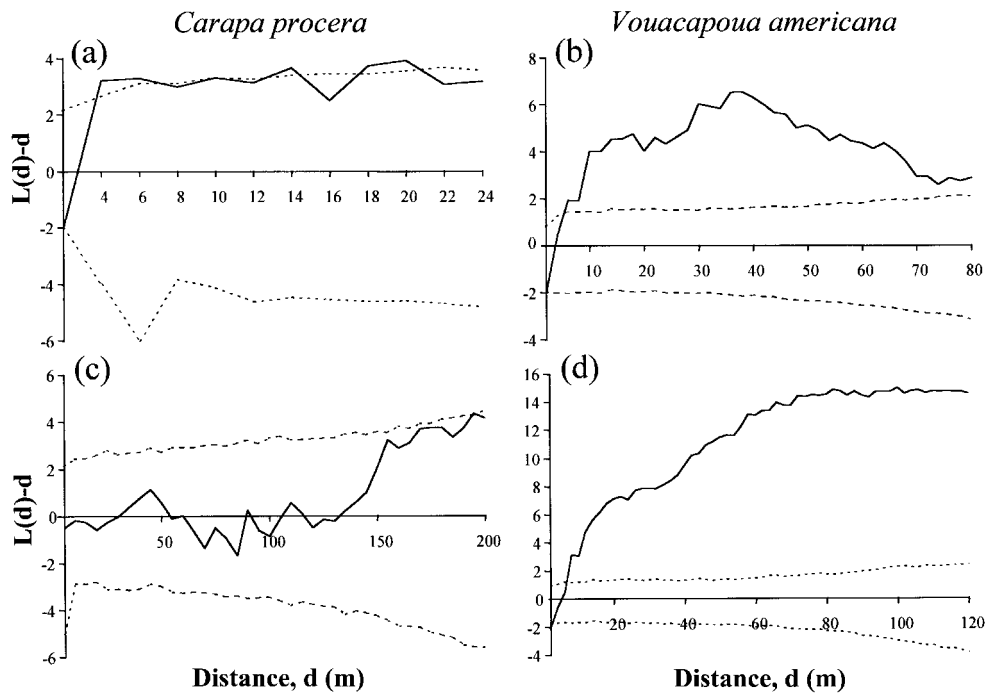 Carapa procera
Vouacapoua americana
(a)
4
2
0
-2
-4
-6
4 6 8 10 12 14 16 18 20 22 24
L(d)-d
(b)
8
6
4
2
0
-2
-4
10 20 30 40 50 60 70 80
L(d)-d
(c)
6
4
2
0
-2
-4
-6
50 100 150 200
L(d)-d
Distance, d (m)
(d)
16
14
12
10
8
6
4
2
0
-2
-4
20 40 60 80 100 120
L(d)-d
Distance, d (m)